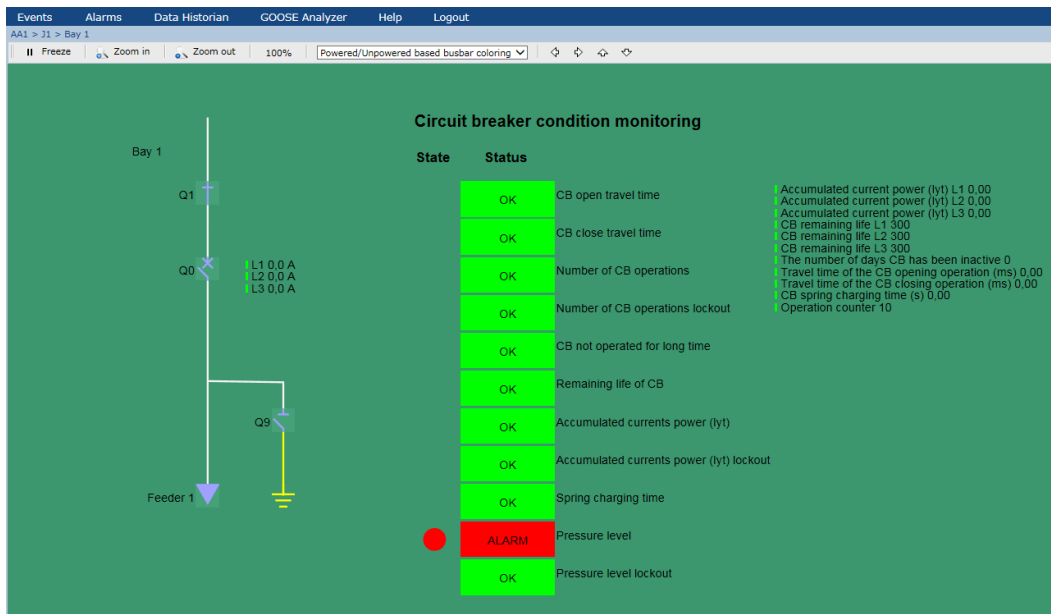 Events Alarms Data Historian GOOSE Analyzer Help Logout
AA1 > J1 > Bay 1
Freeze Zoom in Zoom out 100% Powered/Unpowered based busbar coloring
Circuit breaker condition monitoring
State Status
Bay 1
Q1
Q0
L1 0,0 A
L2 0,0 A
L3 0,0 A
Q9
Feeder 1
OK CB open travel time
OK CB close travel time
OK Number of CB operations
OK Number of CB operations lockout
OK CB not operated for long time
OK Remaining life of CB
OK Accumulated currents power (Iyt)
OK Accumulated currents power (Iyt) lockout
OK Spring charging time
ALARM Pressure level
OK Pressure level lockout
Accumulated current power (Iyt) L1 0,00
Accumulated current power (Iyt) L2 0,00
Accumulated current power (Iyt) L3 0,00
CB remaining life L1 300
CB remaining life L2 300
CB remaining life L3 300
The number of days CB has been inactive 0
Travel time of the CB opening operation (ms) 0,00
Travel time of the CB closing operation (ms) 0,00
CB spring charging time (s) 0,00
Operation counter 10